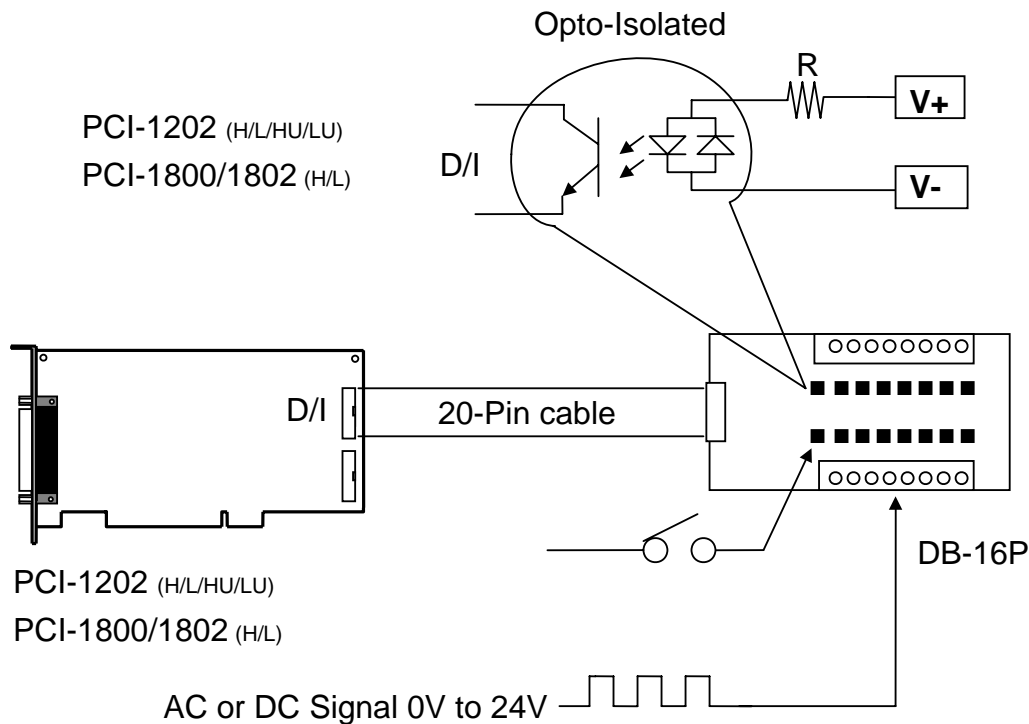 Opto-Isolated
R
V+
PCI-1202 (H/L/HU/LU)
D/I
PCI-1800/1802 (H/L)
V-
D/I
20-Pin cable
DB-16P
PCI-1202 (H/L/HU/LU)
PCI-1800/1802 (H/L)
AC or DC Signal 0V to 24V